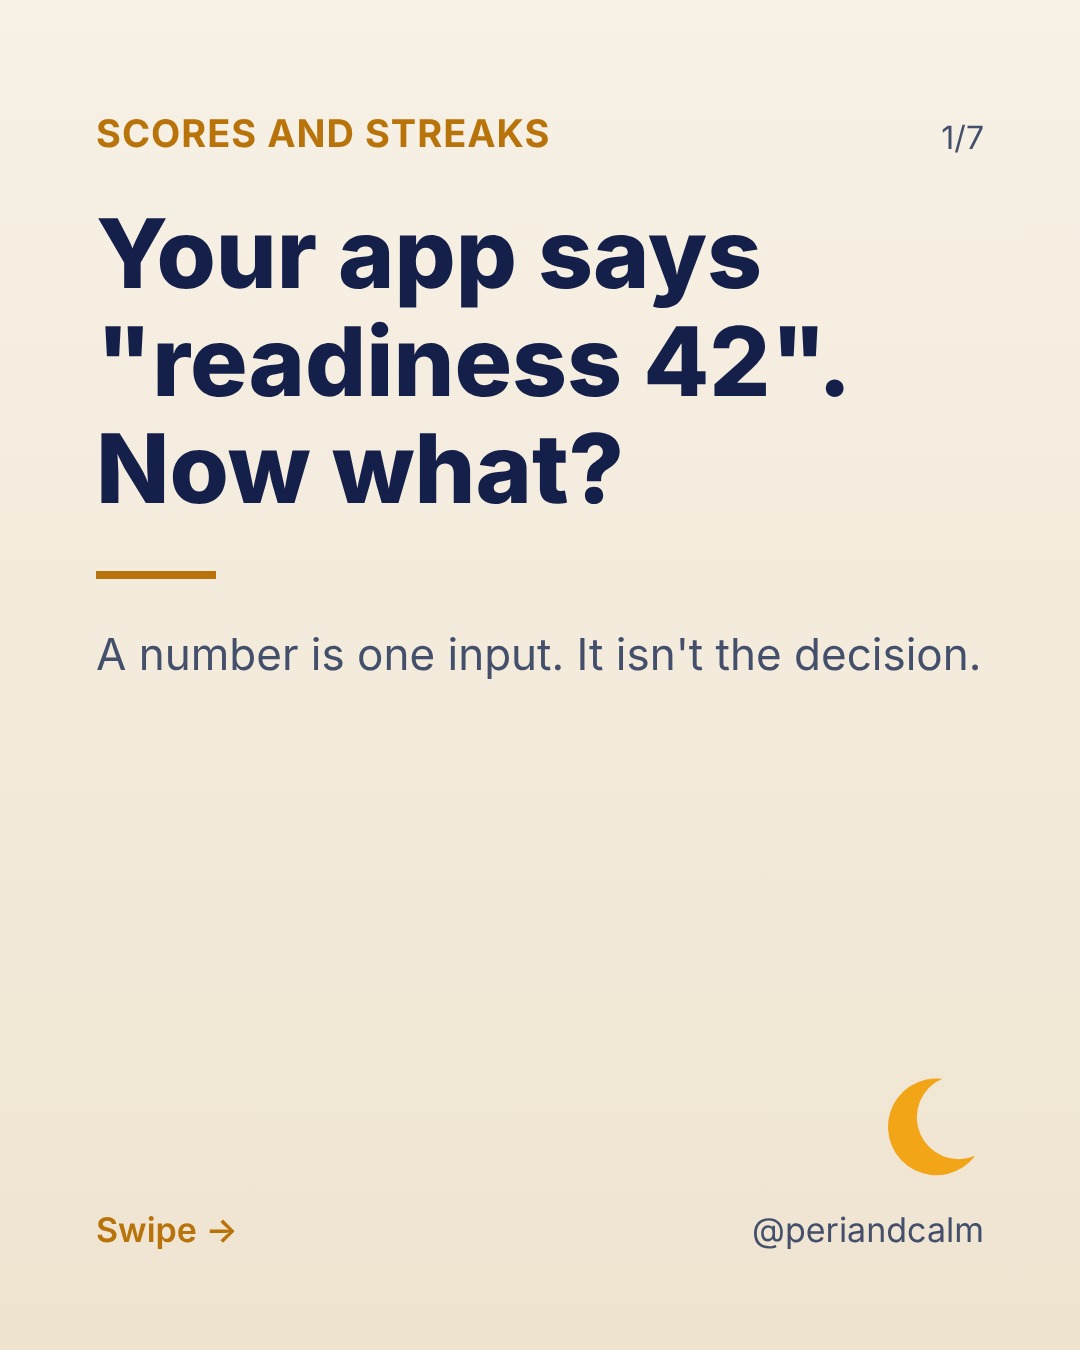 SCORES AND STREAKS
1/7
Your app says
"readiness 42".
Now what?
A number is one input. It isn't the decision.
Swipe →
@periandcalm